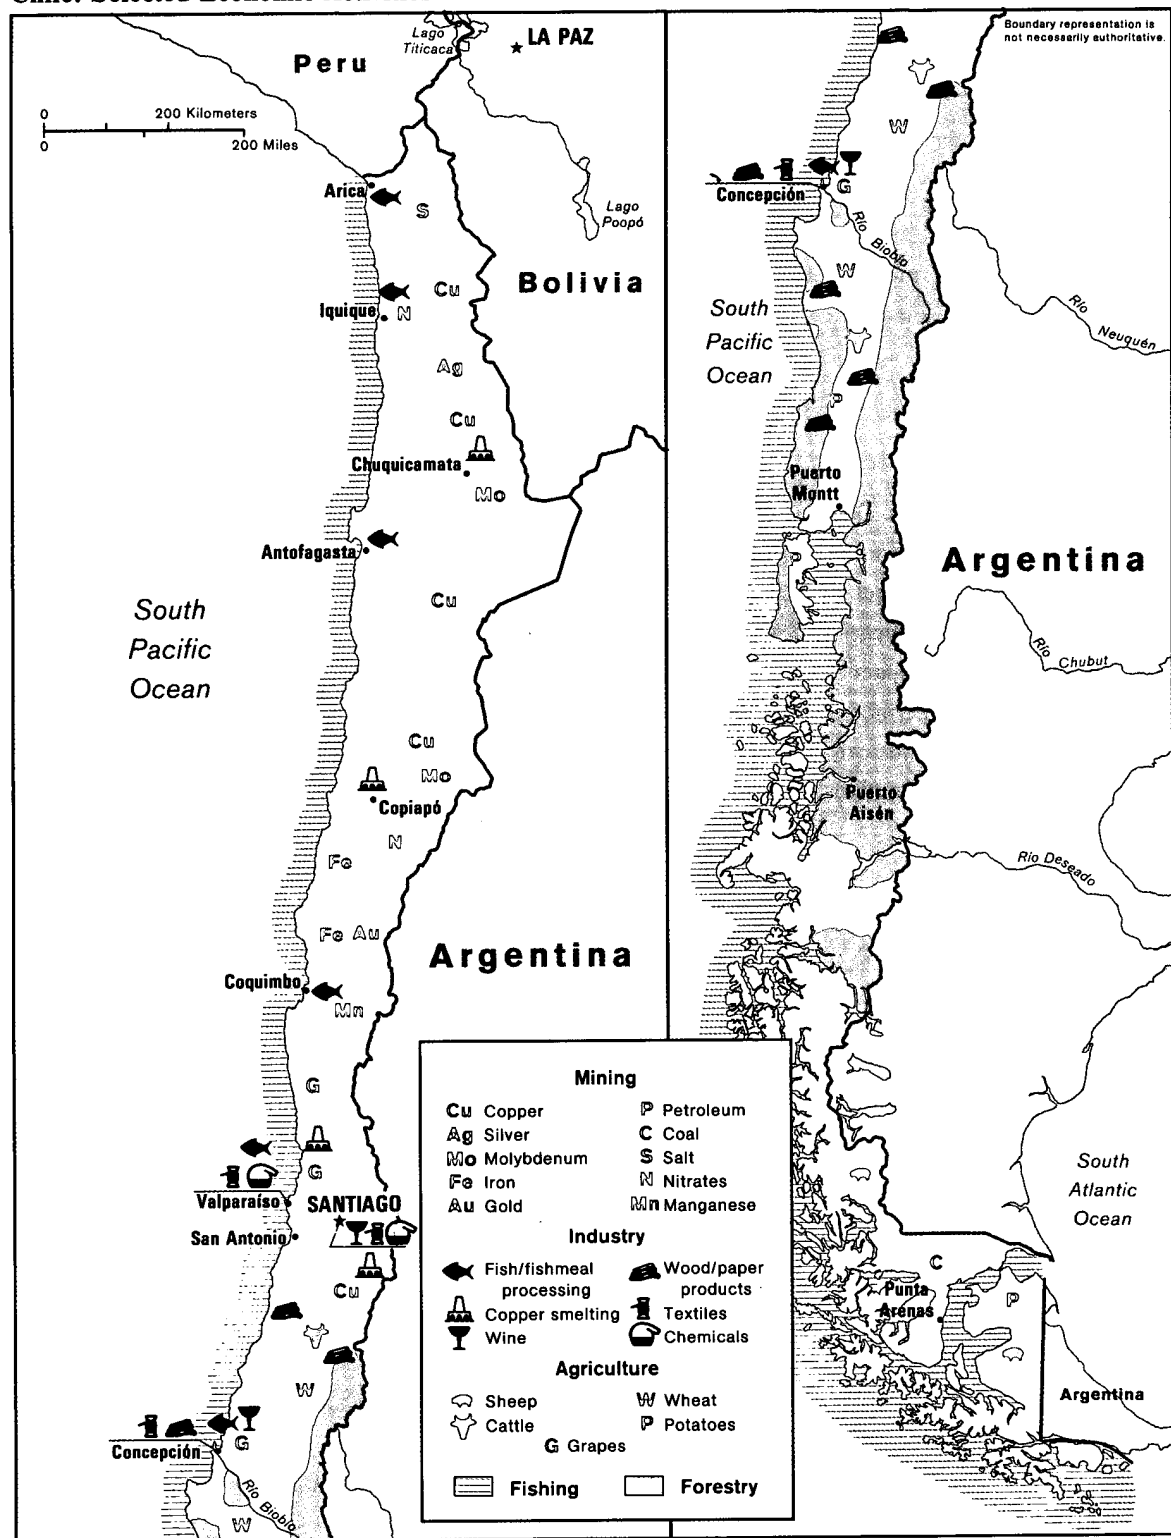 Peru
Lago
Titicaca
LA PAZ
0 200 Kilometers
0 200 Miles
Arica
S
Lago
Poopó
Bolivia
Cu
Iquique
N
Ag
Cu
Chuquicamata
Mo
Antofagasta
Cu
South
Pacific
Ocean
Cu
Mo
Copiapó
N
Fe
Fe Au
Argentina
Coquimbo
Mn
G
G
Valparaíso
SANTIAGO
San Antonio
Cu
W
Concepción
G
Río Biobío
W
Boundary representation is
not necessarily authoritative.
W
Concepción
G
Río
Biobío
W
South
Pacific
Ocean
Río
Neuquén
P
Puerto
Montt
Argentina
Río
Chubut
Puerto
Aisén
Río Deseado
South
Atlantic
Ocean
C
Punta
Arenas
P
Argentina
Mining
Cu Copper
P Petroleum
Ag Silver
C Coal
Mo Molybdenum
S Salt
Fe Iron
N Nitrates
Au Gold
Mn Manganese
Industry
Fish/fishmeal
processing
Wood/paper
products
Copper smelting
Textiles
Wine
Chemicals
Agriculture
Sheep
W Wheat
Cattle
P Potatoes
G Grapes
Fishing
Forestry